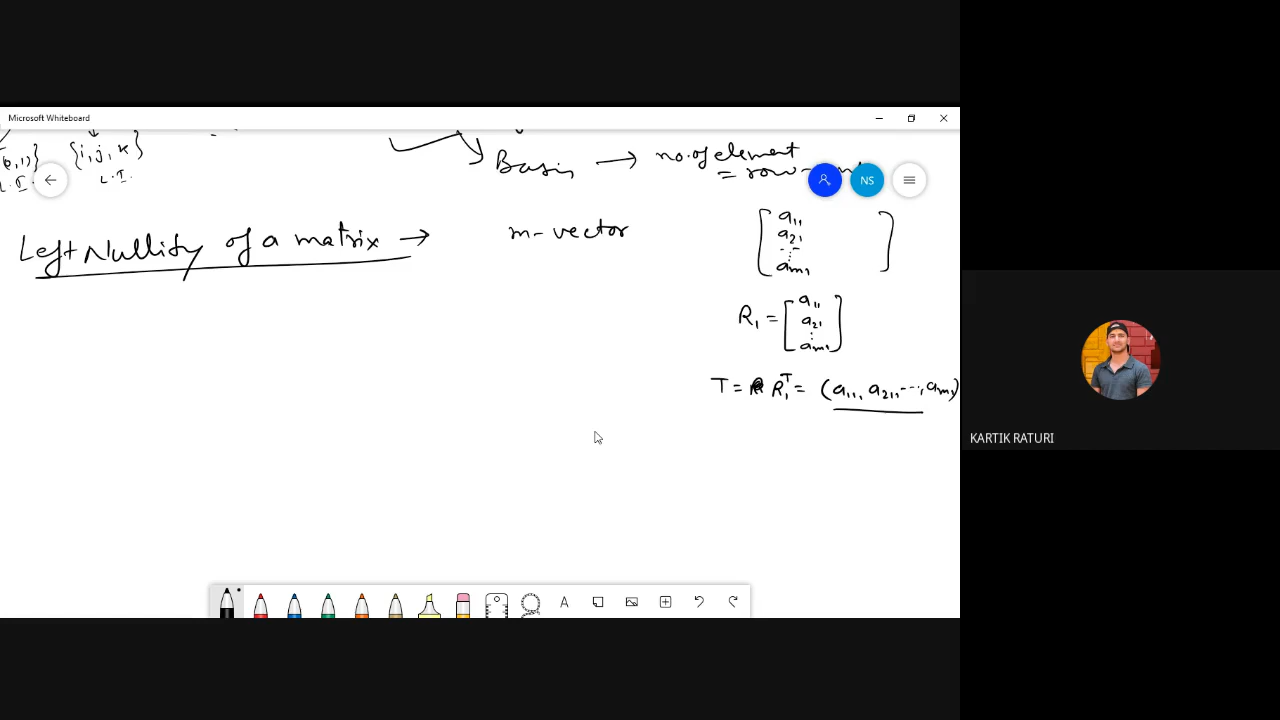 Microsoft Whiteboard
{i, j, k}
L.I.
L.I.
Basis → no. of element
= row
NS
Left Nullity of a matrix →
m-vector
[a₁₁
a₂₁
⋮
aₘ₁ ]
R₁ = [a₁₁
a₂₁
⋮
aₘ₁]
T = R₁ᵀ = (a₁₁, a₂₁, ..., aₘ₁)
KARTIK RATURI
A